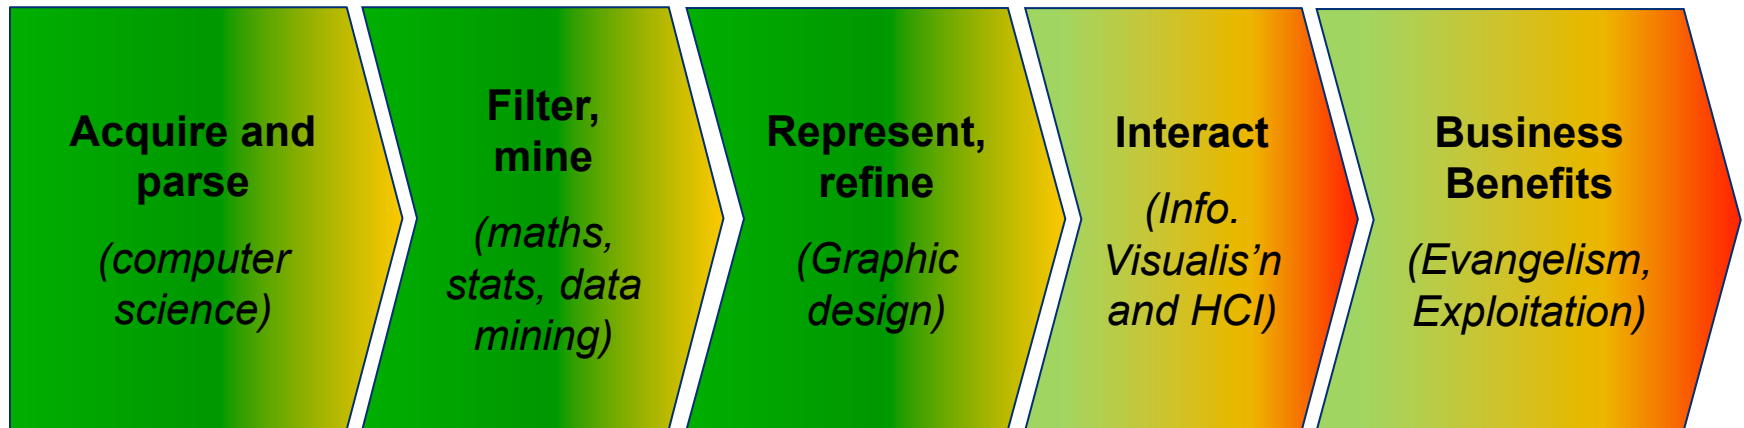 Acquire and
parse
(computer
science)
Filter,
mine
(maths,
stats, data
mining)
Represent,
refine
(Graphic
design)
Interact
(Info.
Visualis’n
and HCI)
Business
Benefits
(Evangelism,
Exploitation)